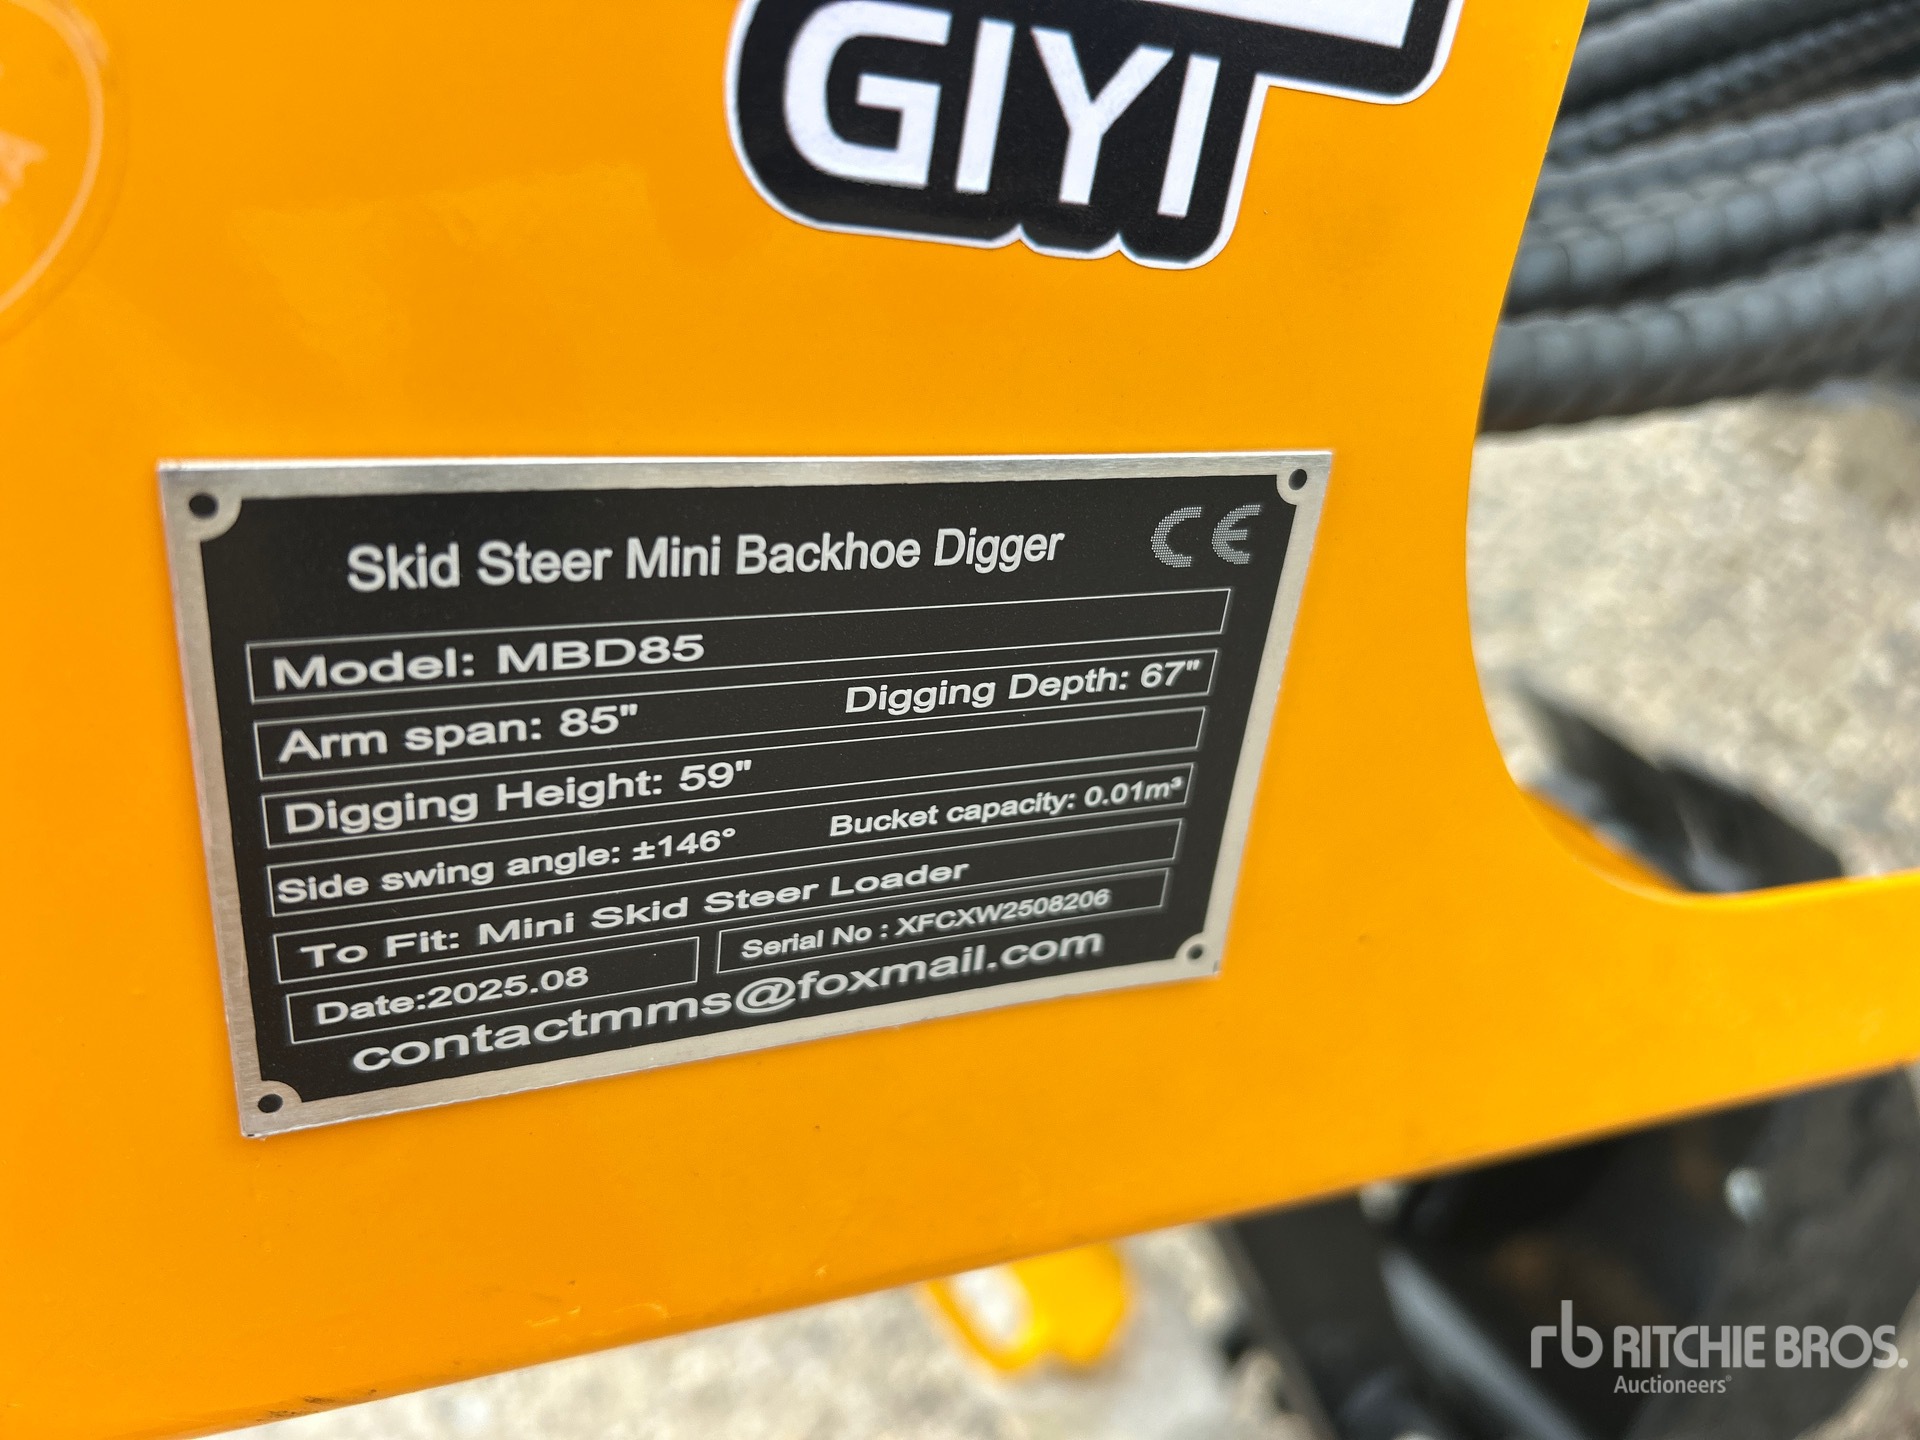 GIYI
Skid Steer Mini Backhoe Digger CE
Model: MBD85
Arm span: 85" Digging Depth: 67"
Digging Height: 59"
Side swing angle: ±146° Bucket capacity: 0.01m³
To Fit: Mini Skid Steer Loader
Date:2025.08 Serial No : XFCXW2508206
contactmms@foxmail.com
rb RITCHIE BROS.
Auctioneers